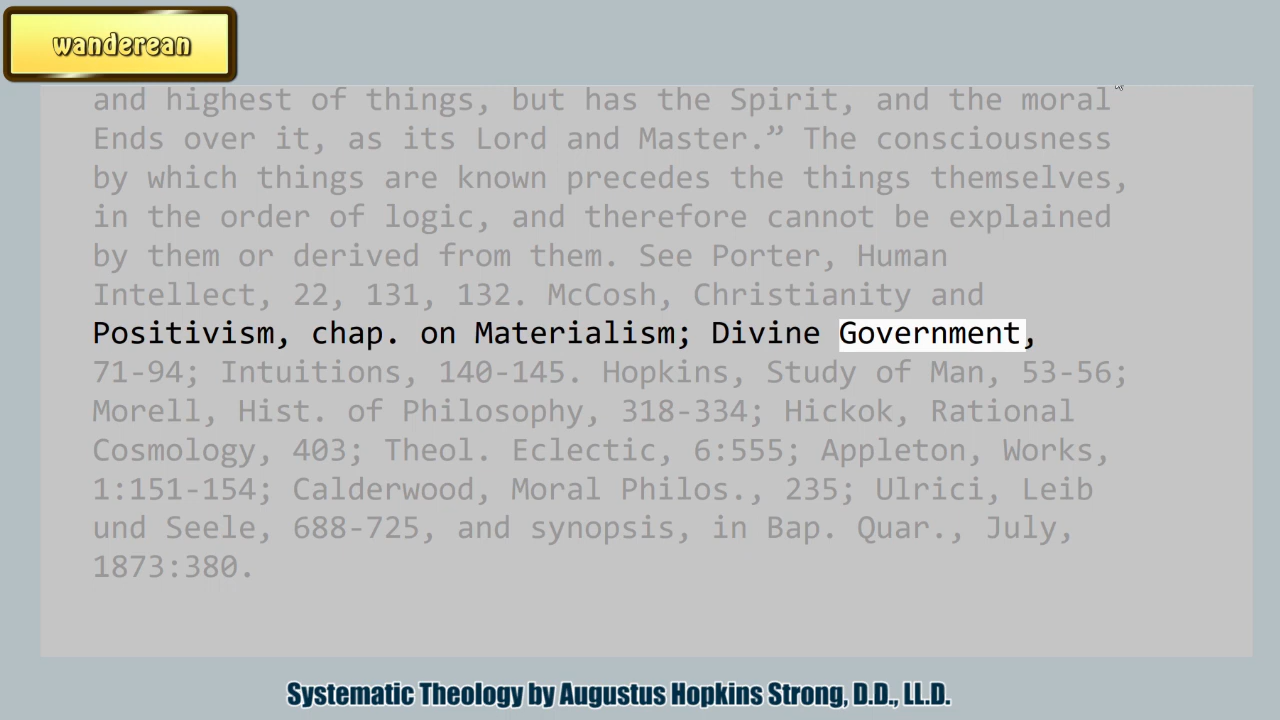 wanderean
and highest of things, but has the Spirit, and the moral
Ends over it, as its Lord and Master.” The consciousness
by which things are known precedes the things themselves,
in the order of logic, and therefore cannot be explained
by them or derived from them. See Porter, Human
Intellect, 22, 131, 132. McCosh, Christianity and
Positivism, chap. on Materialism; Divine Government,
71-94; Intuitions, 140-145. Hopkins, Study of Man, 53-56;
Morell, Hist. of Philosophy, 318-334; Hickok, Rational
Cosmology, 403; Theol. Eclectic, 6:555; Appleton, Works,
1:151-154; Calderwood, Moral Philos., 235; Ulrici, Leib
und Seele, 688-725, and synopsis, in Bap. Quar., July,
1873:380.
Systematic Theology by Augustus Hopkins Strong, D.D., LL.D.